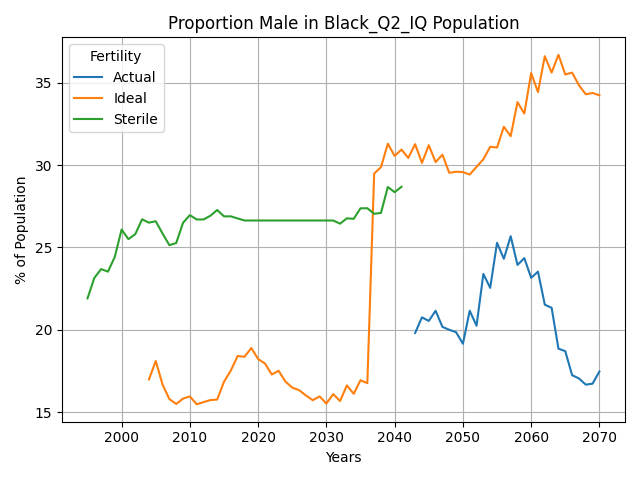 Proportion Male in Black_Q2_IQ Population
Fertility
Actual
Ideal
Sterile
% of Population
35
30
25
20
15
2000
2010
2020
2030
2040
2050
2060
2070
Years